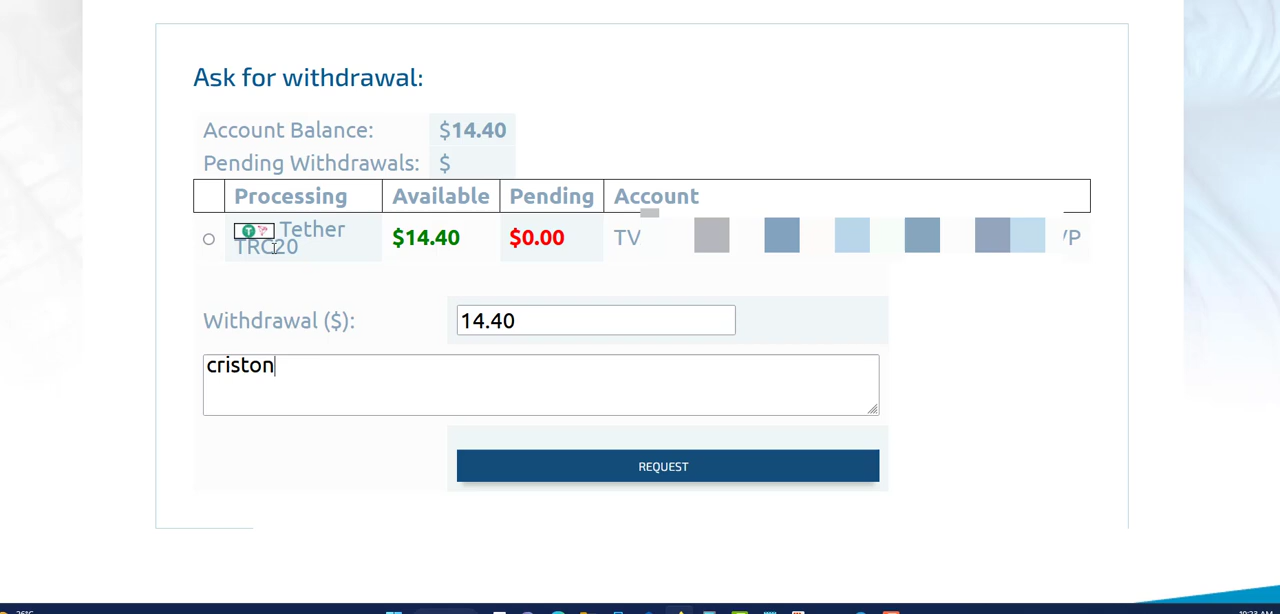 Ask for withdrawal:
Account Balance: $14.40
Pending Withdrawals: $
Processing Available Pending Account
Tether TRC20 $14.40 $0.00 TV VP
Withdrawal ($): 14.40
criston
REQUEST